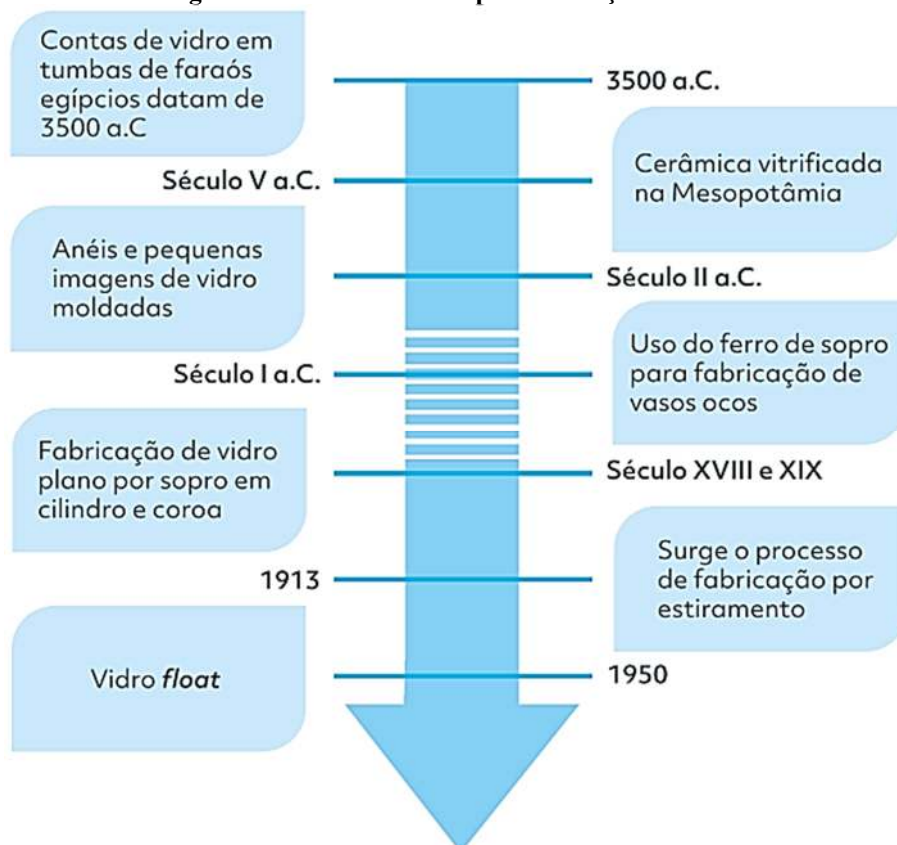 Contas de vidro em
tumbas de faraós
egípcios datam de
3500 a.C
3500 a.C.
Século V a.C.
Cerâmica vitrificada
na Mesopotâmia
Anéis e pequenas
imagens de vidro
moldadas
Século II a.C.
Século I a.C.
Uso do ferro de sopro
para fabricação de
vasos ocos
Fabricação de vidro
plano por sopro em
cilindro e coroa
Século XVIII e XIX
1913
Surge o processo
de fabricação por
estiramento
Vidro float
1950